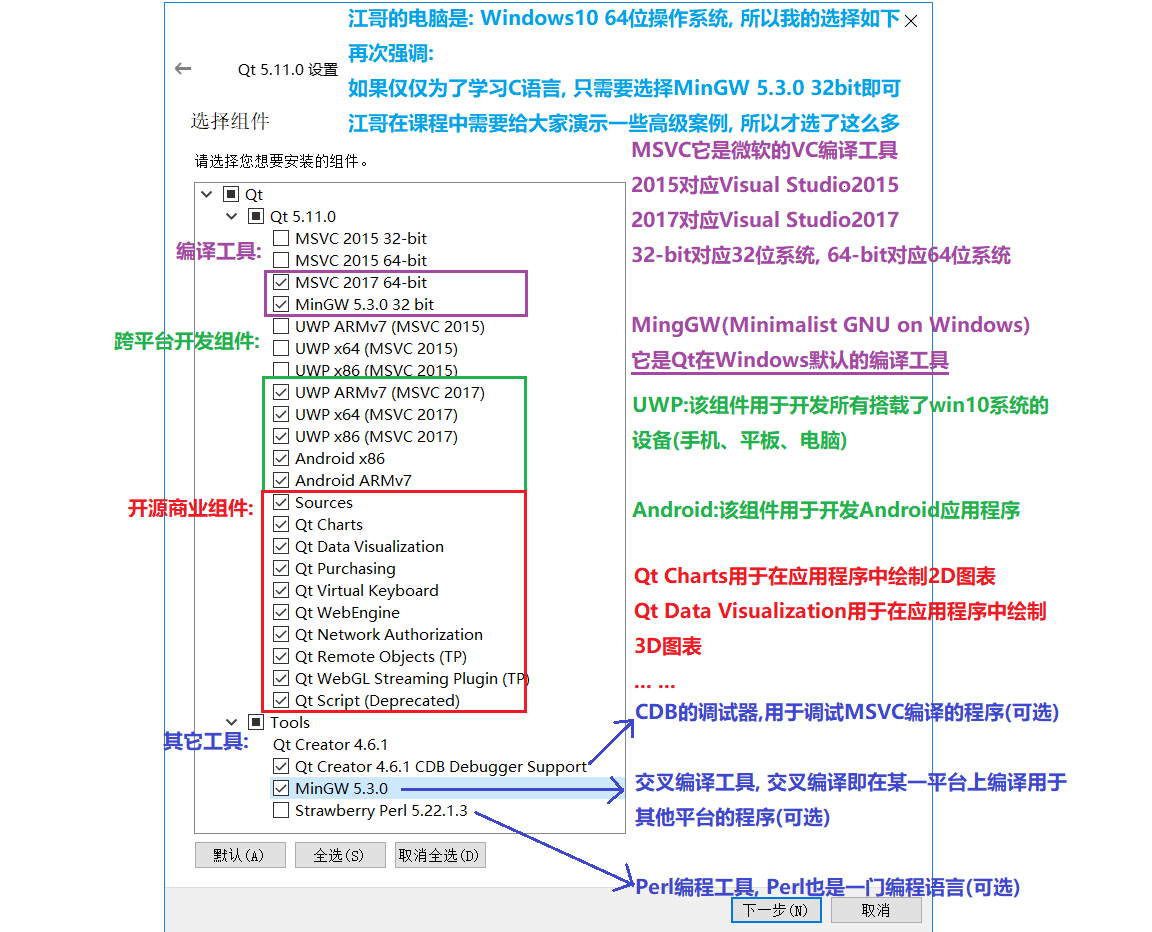 江哥的电脑是: Windows10 64位操作系统, 所以我的选择如下
再次强调:
Qt 5.11.0 设置
如果仅仅为了学习C语言, 只需要选择MinGW 5.3.0 32bit即可
选择组件
江哥在课程中需要给大家演示一些高级案例, 所以才选了这么多
请选择您想要安装的组件。
MSVC它是微软的VC编译工具
2015对应Visual Studio2015
2017对应Visual Studio2017
32-bit对应32位系统, 64-bit对应64位系统
Qt
Qt 5.11.0
编译工具:
MSVC 2015 32-bit
MSVC 2015 64-bit
MSVC 2017 64-bit
MinGW 5.3.0 32 bit
MingGW(Minimalist GNU on Windows)
它是Qt在Windows默认的编译工具
跨平台开发组件:
UWP ARMv7 (MSVC 2015)
UWP x64 (MSVC 2015)
UWP x86 (MSVC 2015)
UWP ARMv7 (MSVC 2017)
UWP x64 (MSVC 2017)
UWP x86 (MSVC 2017)
Android x86
Android ARMv7
UWP:该组件用于开发所有搭载了win10系统的
设备(手机、平板、电脑)
Android:该组件用于开发Android应用程序
开源商业组件:
Sources
Qt Charts
Qt Data Visualization
Qt Purchasing
Qt Virtual Keyboard
Qt WebEngine
Qt Network Authorization
Qt Remote Objects (TP)
Qt WebGL Streaming Plugin (TP)
Qt Script (Deprecated)
Qt Charts用于在应用程序中绘制2D图表
Qt Data Visualization用于在应用程序中绘制
3D图表
... ...
其它工具:
Tools
Qt Creator 4.6.1
Qt Creator 4.6.1 CDB Debugger Support
MinGW 5.3.0
Strawberry Perl 5.22.1.3
CDB的调试器,用于调试MSVC编译的程序(可选)
交叉编译工具, 交叉编译即在某一平台上编译用于
其他平台的程序(可选)
Perl编程工具, Perl也是一门编程语言(可选)
默认(A)
全选(S)
取消全选(D)
下一步(N)
取消